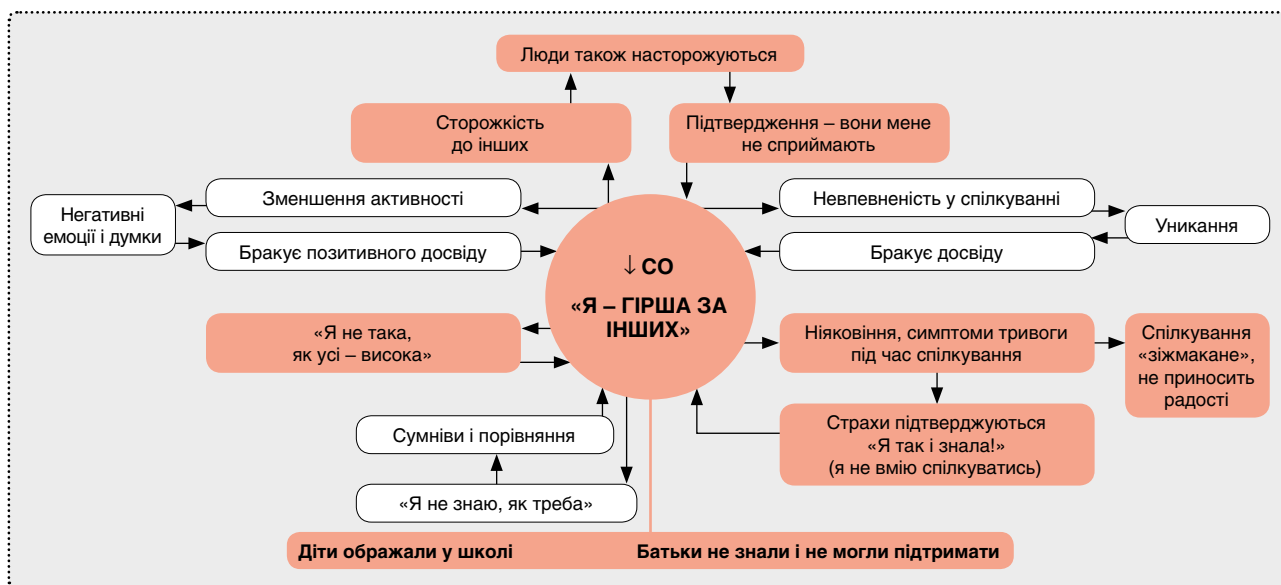 Люди також насторожуються
Сторожкість
до інших
Підтвердження – вони мене
не сприймають
Негативні
емоції і думки
Зменшення активності
Бракує позитивного досвіду
Невпевненість у спілкуванні
Уникання
Бракує досвіду
↓ СО
«Я – ГІРША ЗА
ІНШИХ»
«Я не така,
як усі – висока»
Ніяковіння, симптоми тривоги
під час спілкування
Спілкування
«зіжмакане»,
не приносить
радості
Страхи підтверджуються
«Я так і знала!»
(я не вмію спілкуватись)
Сумніви і порівняння
«Я не знаю, як треба»
Діти ображали у школі
Батьки не знали і не могли підтримати